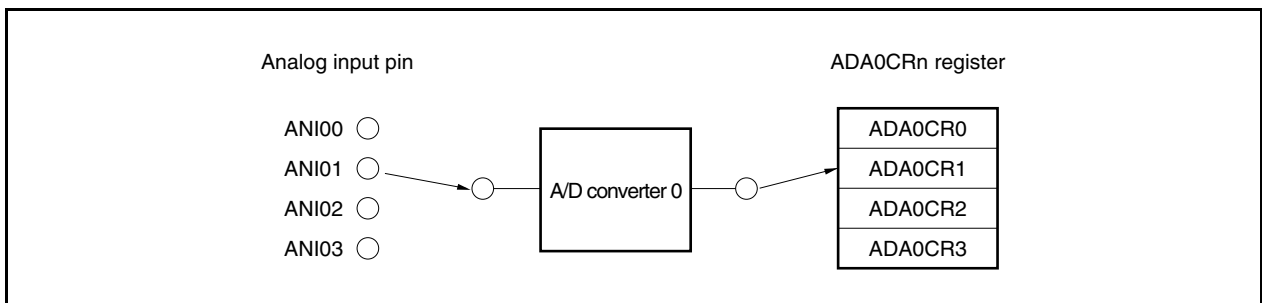 Analog input pin
ADA0CRn register
ANI00
ANI01
ANI02
ANI03
A/D converter 0
ADA0CR0
ADA0CR1
ADA0CR2
ADA0CR3